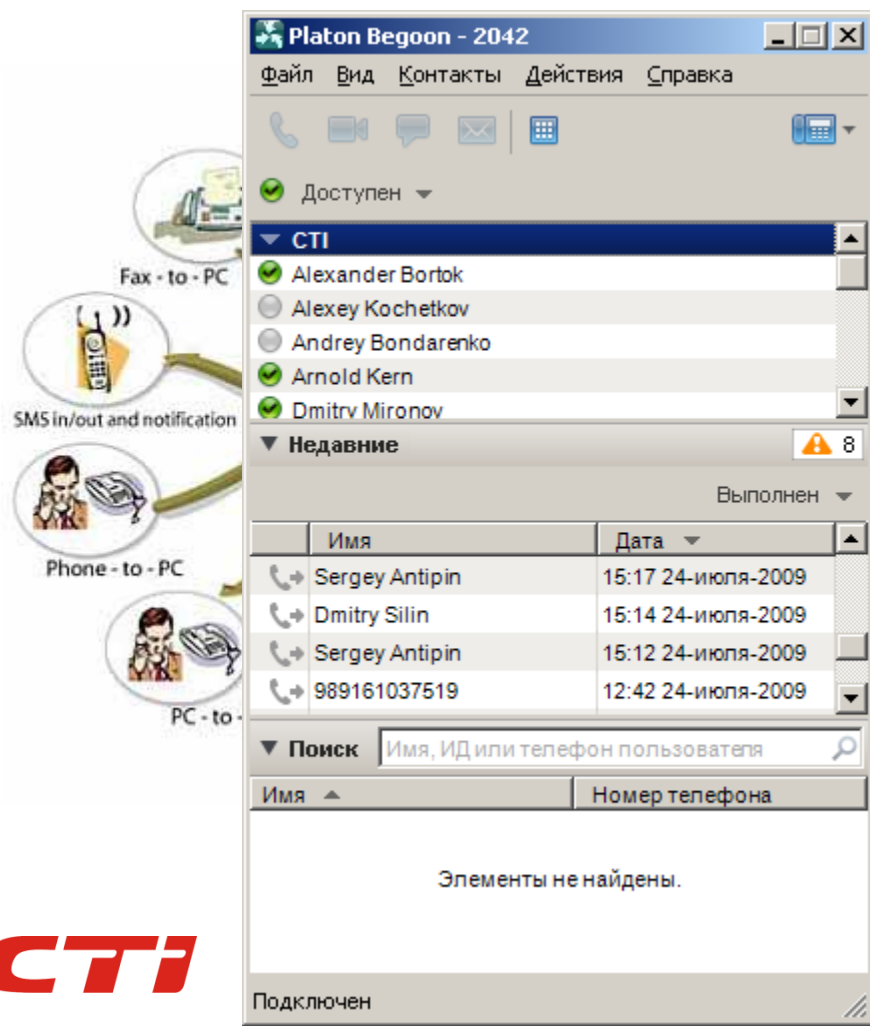 Platon Begoon - 2042
Файл Вид Контакты Действия Справка
Доступен
CTI
Alexander Bortok
Alexey Kochetkov
Andrey Bondarenko
Arnold Kern
Dmitry Mironov
Недавние 8
Выполнен
Имя Дата
Sergey Antipin 15:17 24-июля-2009
Dmitry Silin 15:14 24-июля-2009
Sergey Antipin 15:12 24-июля-2009
989161037519 12:42 24-июля-2009
Поиск Имя, ИД или телефон пользователя
Имя Номер телефона
Элементы не найдены.
Подключен
Fax - to - PC
SMS in/out and notification
Phone - to - PC
PC - to -
CTi